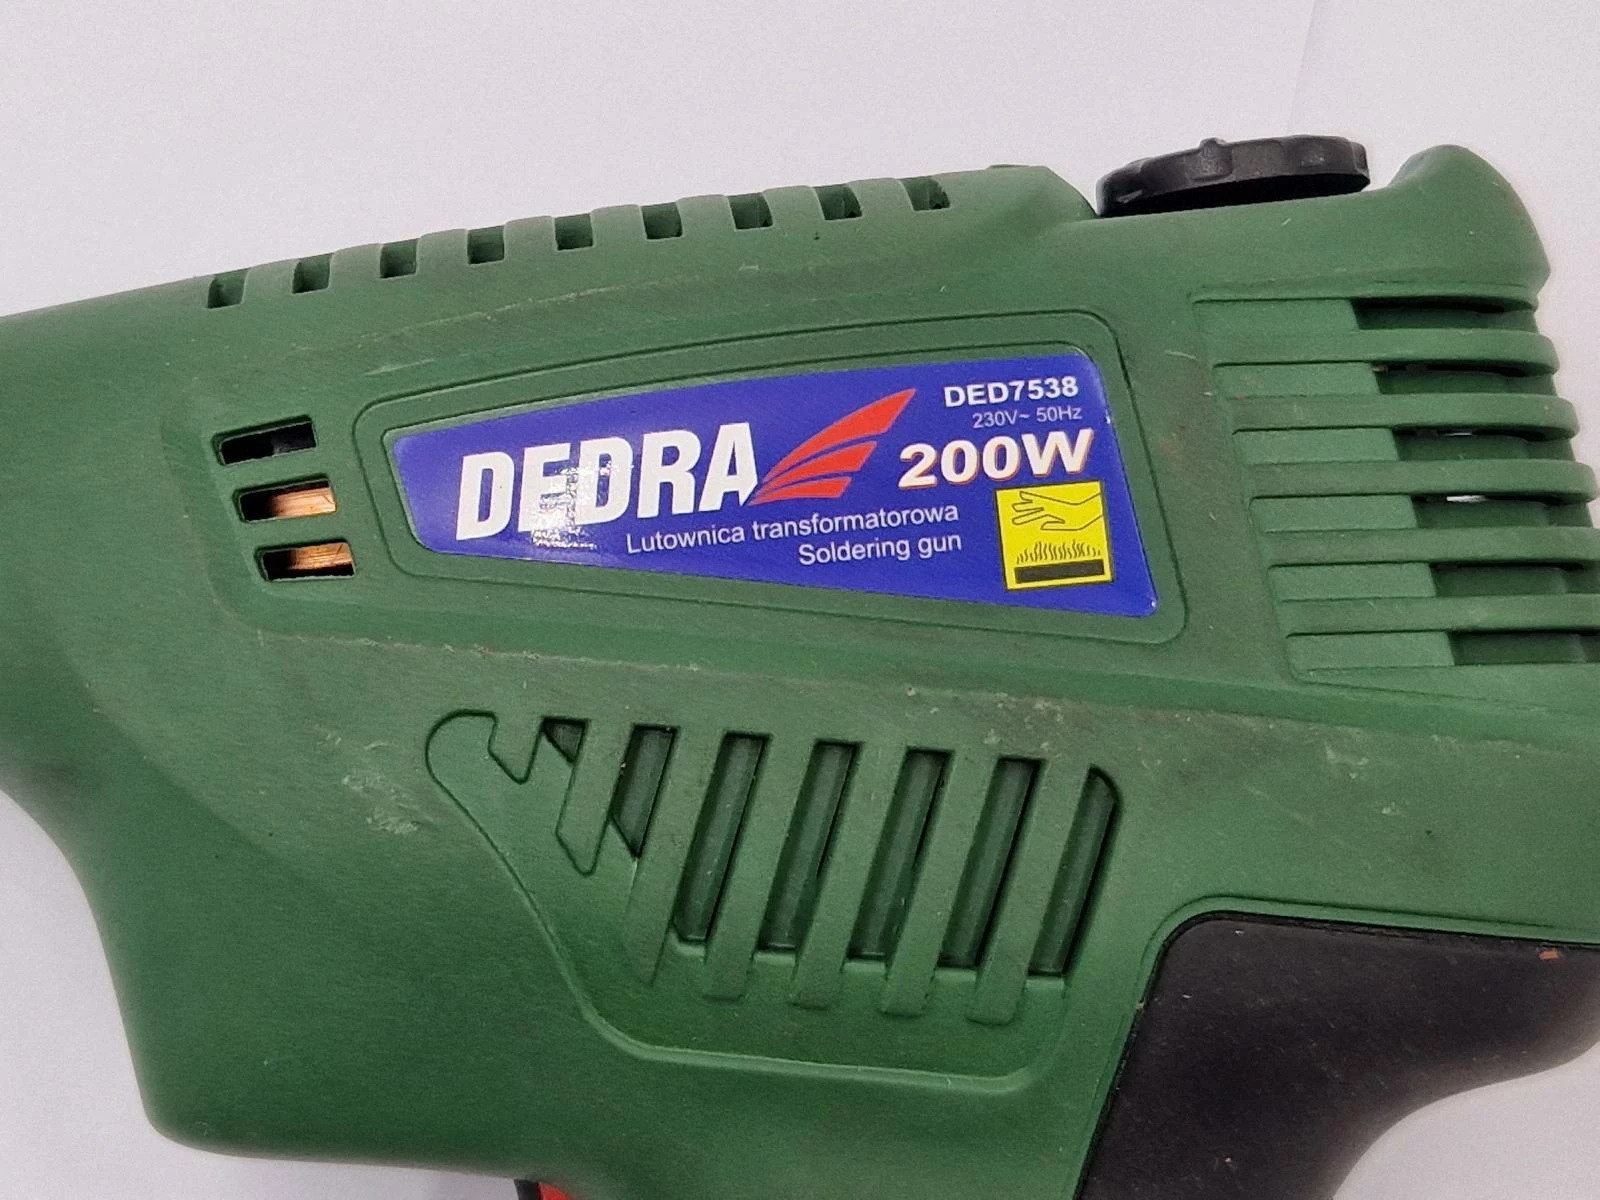 DEDRA
DED7538
230V~ 50Hz
200W
Lutownica transformatorowa
Soldering gun